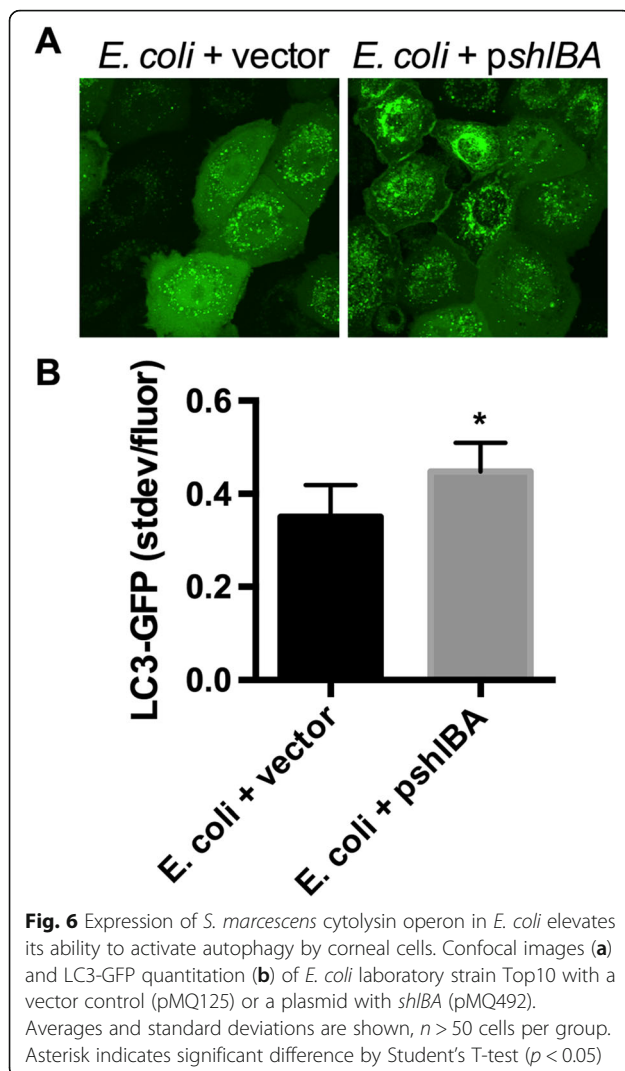 A
E. coli + vector E. coli + pshlBA
B
LC3-GFP (stdev/fluor)
0.6
*
0.4
0.2
0.0
E. coli + vector
E. coli + pshlBA
Fig. 6 Expression of S. marcescens cytolysin operon in E. coli elevates
its ability to activate autophagy by corneal cells. Confocal images (a)
and LC3-GFP quantitation (b) of E. coli laboratory strain Top10 with a
vector control (pMQ125) or a plasmid with shlBA (pMQ492).
Averages and standard deviations are shown, n > 50 cells per group.
Asterisk indicates significant difference by Student's T-test (p < 0.05)